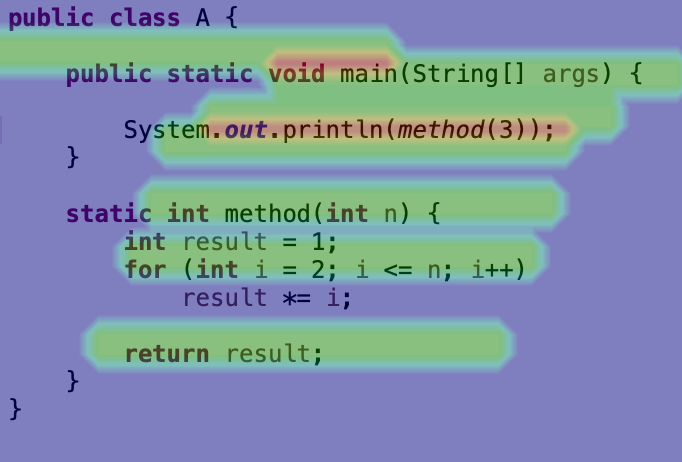 public class A {
public static void main(String[] args) {
System.out.println(method(3));
}
static int method(int n) {
int result = 1;
for (int i = 2; i <= n; i++)
result *= i;
return result;
}
}